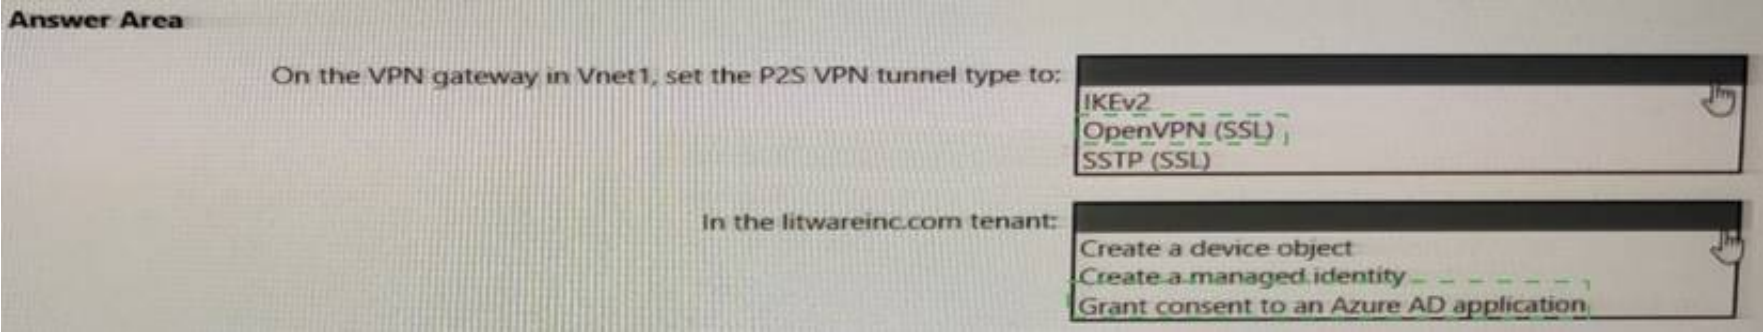 Answer Area
On the VPN gateway in Vnet1, set the P2S VPN tunnel type to:
IKEv2
OpenVPN (SSL)
SSTP (SSL)
In the litwareinc.com tenant:
Create a device object
Create a managed identity
Grant consent to an Azure AD application